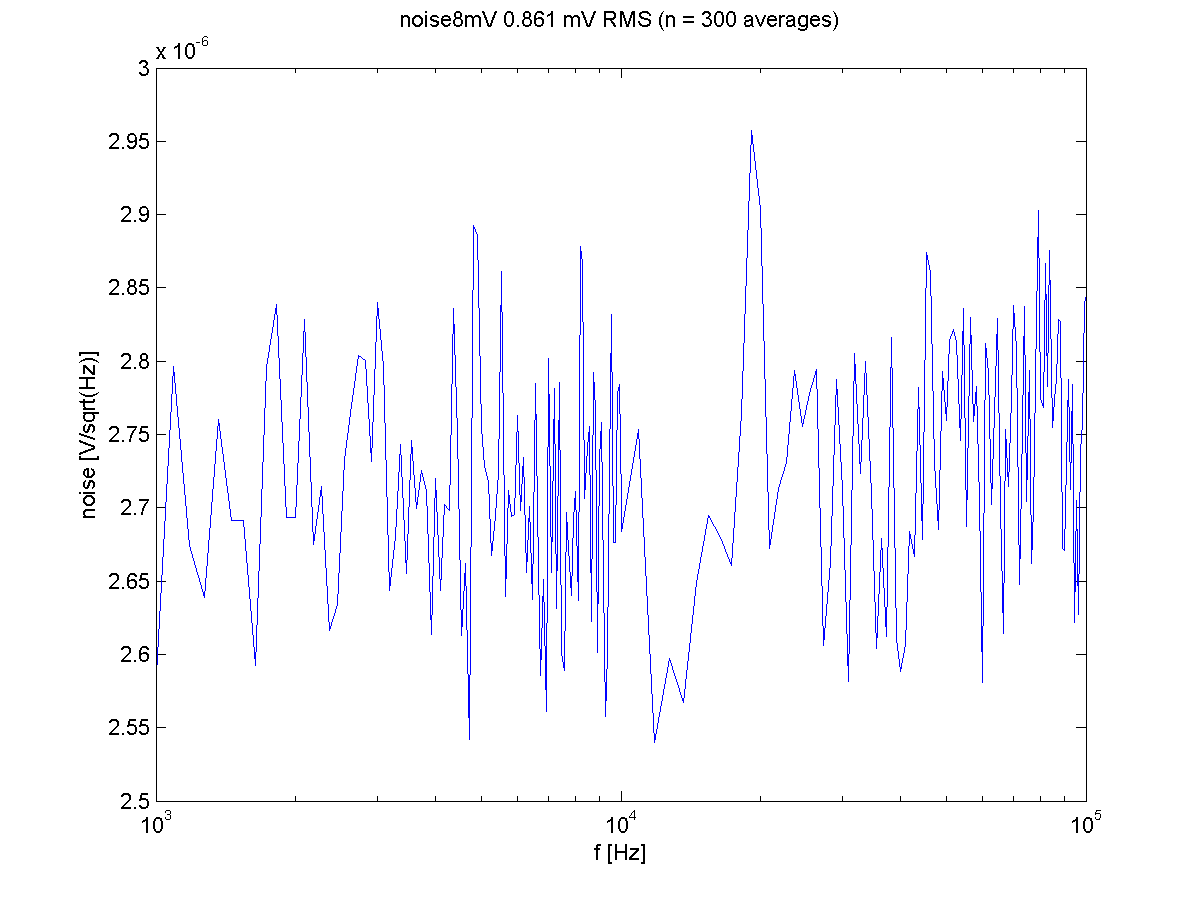 noise8mV 0.861 mV RMS (n = 300 averages)
x 10^-6
3
2.95
2.9
2.85
2.8
2.75
2.7
2.65
2.6
2.55
2.5
noise [V/sqrt(Hz)]
10^3 10^4 10^5
f [Hz]